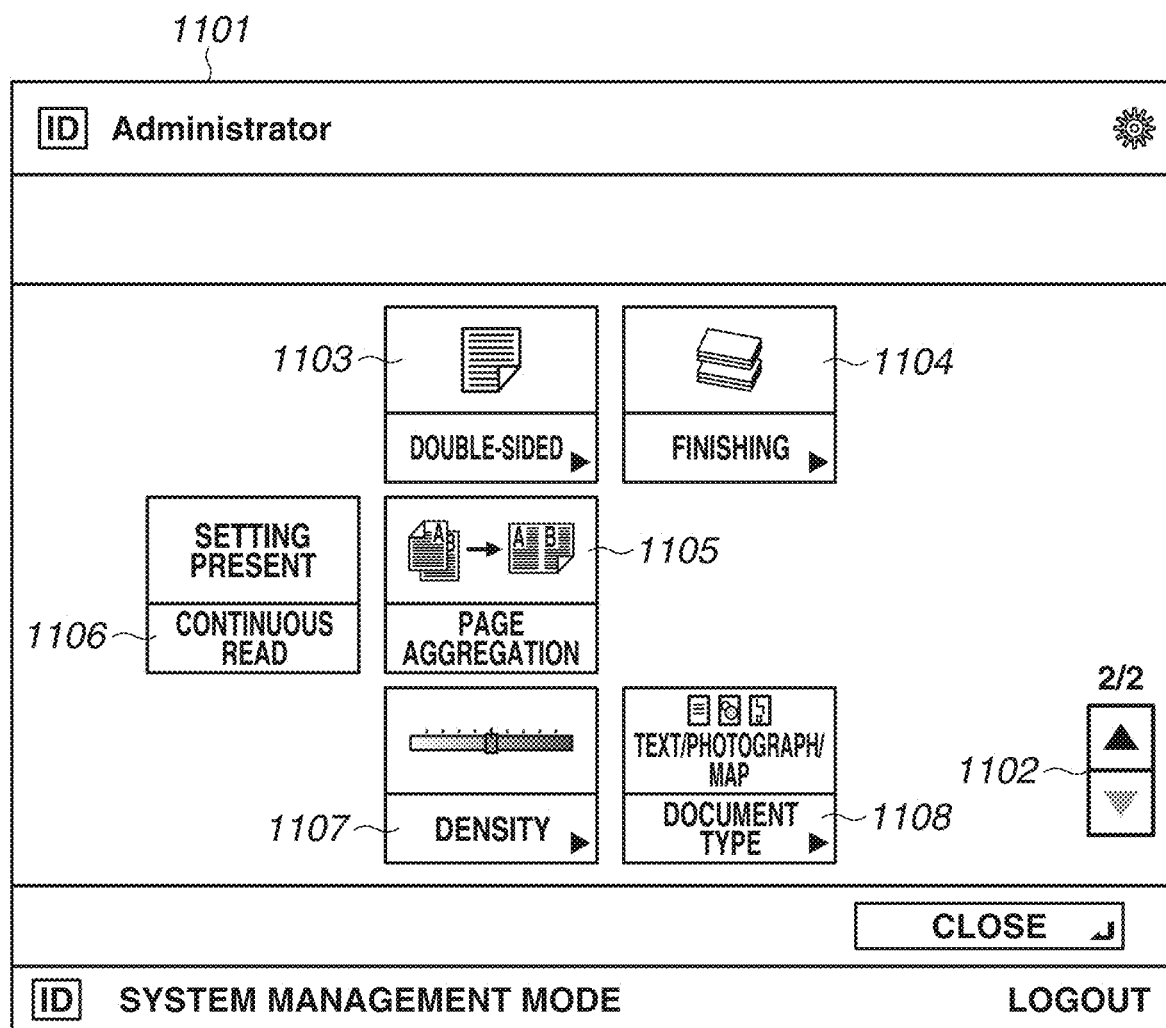 1101
ID Administrator
1103
1104
DOUBLE-SIDED
FINISHING
SETTING
PRESENT
A B
A B
1105
1106
CONTINUOUS
READ
PAGE
AGGREGATION
2/2
TEXT/PHOTOGRAPH/
MAP
1102
1107
DENSITY
DOCUMENT
TYPE
1108
CLOSE
ID SYSTEM MANAGEMENT MODE
LOGOUT